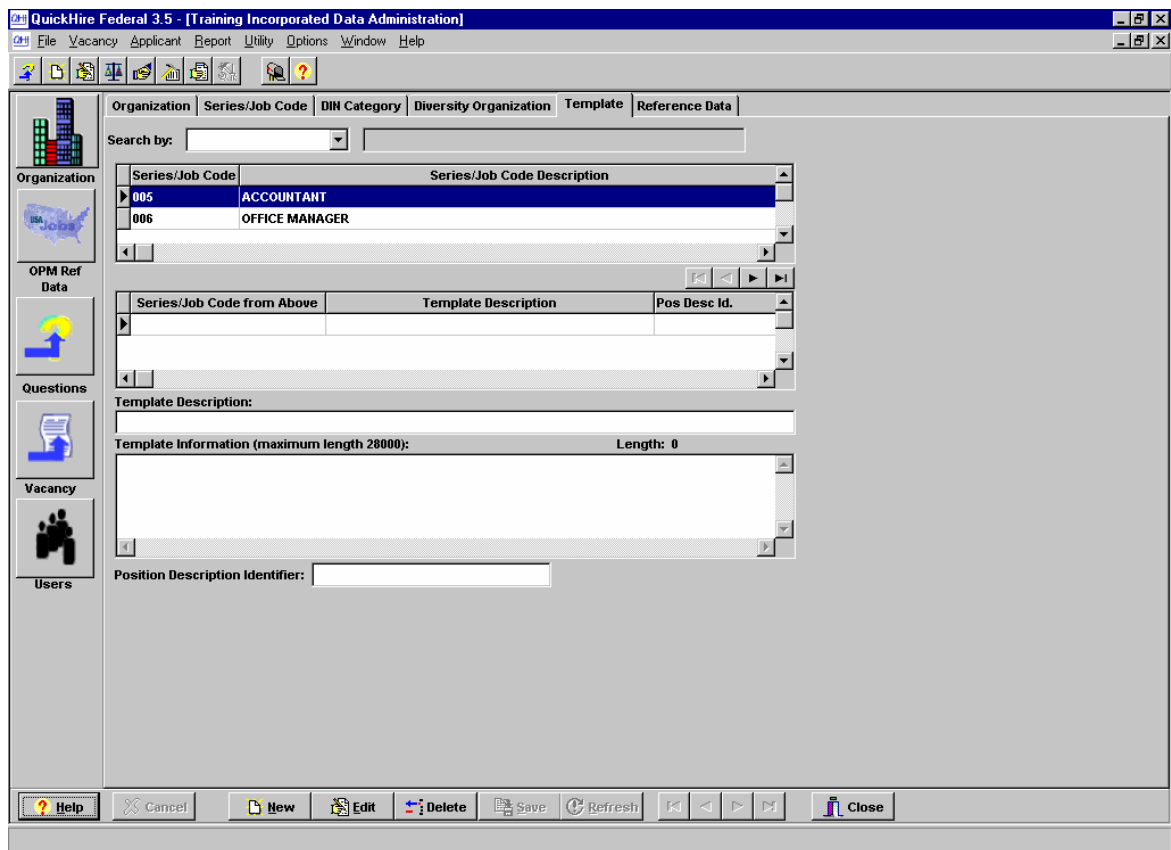 QuickHire Federal 3.5 - [Training Incorporated Data Administration]
File Vacancy Applicant Report Utility Options Window Help
Organization Series/Job Code DIN Category Diversity Organization Template Reference Data
Search by:
Organization
Series/Job Code Series/Job Code Description
005 ACCOUNTANT
006 OFFICE MANAGER
USA Jobs
OPM Ref
Data
Series/Job Code from Above Template Description Pos Desc Id.
Questions
Template Description:
Template Information (maximum length 28000): Length: 0
Vacancy
Position Description Identifier:
Users
Help Cancel New Edit Delete Save Refresh Close